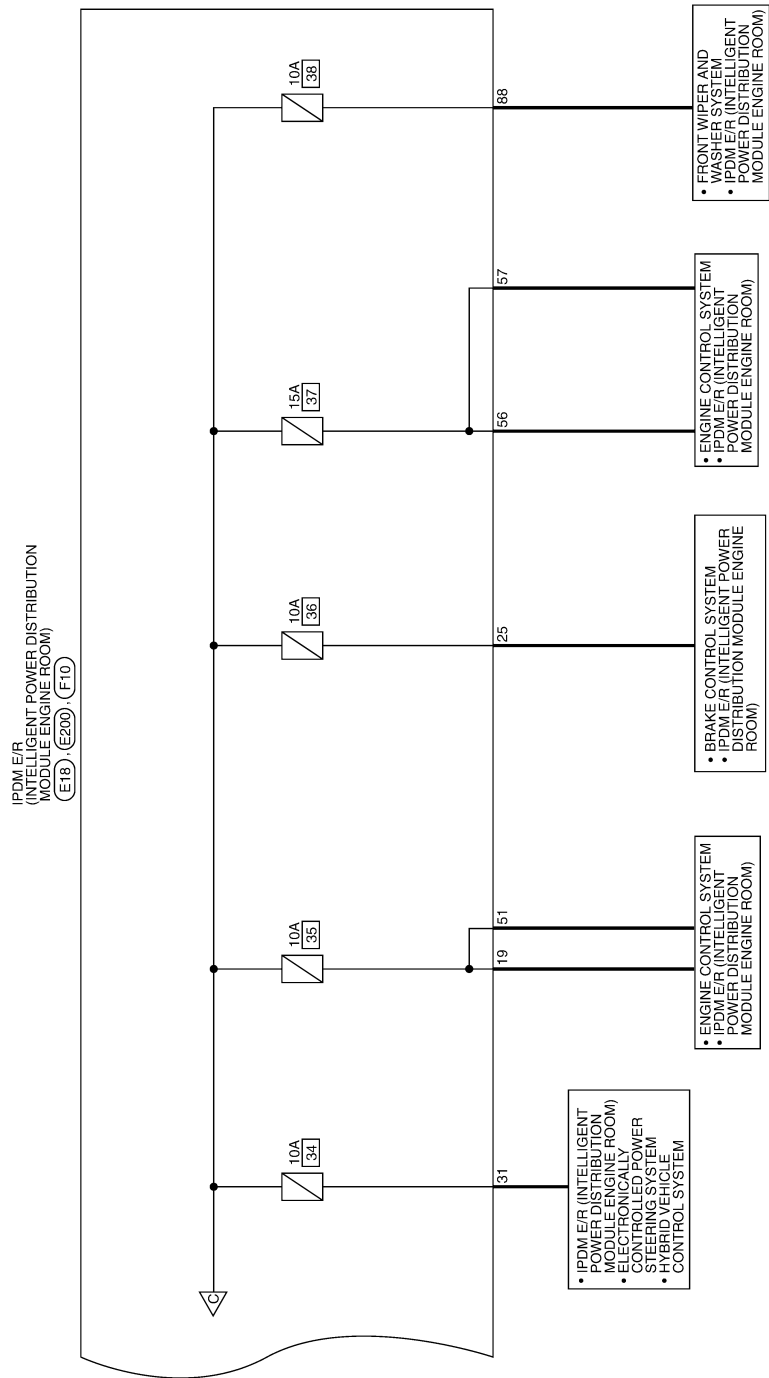 IPDM E/R
(INTELLIGENT POWER DISTRIBUTION
MODULE ENGINE ROOM)
E18 , E200 , F10
C
10A
34
10A
35
10A
36
15A
37
10A
38
31
19
51
25
56
57
88
• IPDM E/R (INTELLIGENT
POWER DISTRIBUTION
MODULE ENGINE ROOM)
• ELECTRONICALLY
CONTROLLED POWER
STEERING SYSTEM
• HYBRID VEHICLE
CONTROL SYSTEM
• ENGINE CONTROL SYSTEM
• IPDM E/R (INTELLIGENT
POWER DISTRIBUTION
MODULE ENGINE ROOM)
• BRAKE CONTROL SYSTEM
• IPDM E/R (INTELLIGENT POWER
DISTRIBUTION MODULE ENGINE
ROOM)
• ENGINE CONTROL SYSTEM
• IPDM E/R (INTELLIGENT
POWER DISTRIBUTION
MODULE ENGINE ROOM)
• FRONT WIPER AND
WASHER SYSTEM
• IPDM E/R (INTELLIGENT
POWER DISTRIBUTION
MODULE ENGINE ROOM)